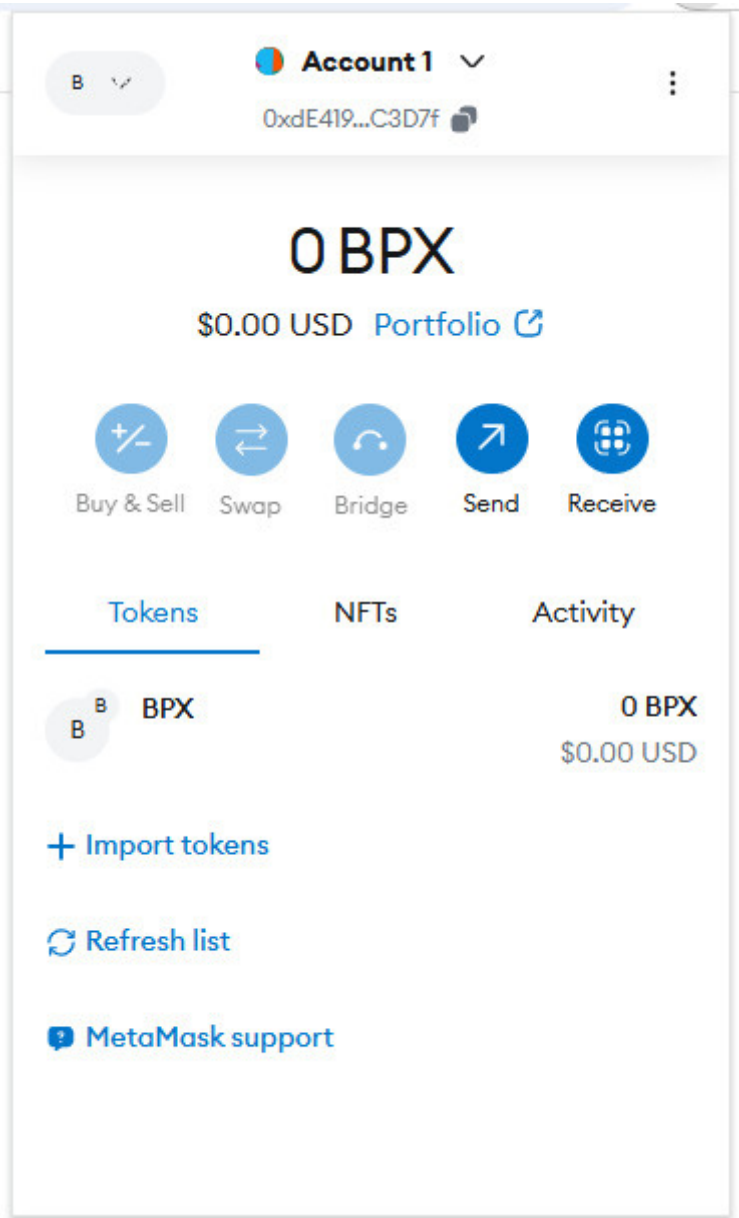 B
Account 1
0xdE419...C3D7f
0 BPX
$0.00 USD Portfolio
Buy & Sell
Swap
Bridge
Send
Receive
Tokens
NFTs
Activity
B
B
BPX
0 BPX
$0.00 USD
+ Import tokens
Refresh list
MetaMask support